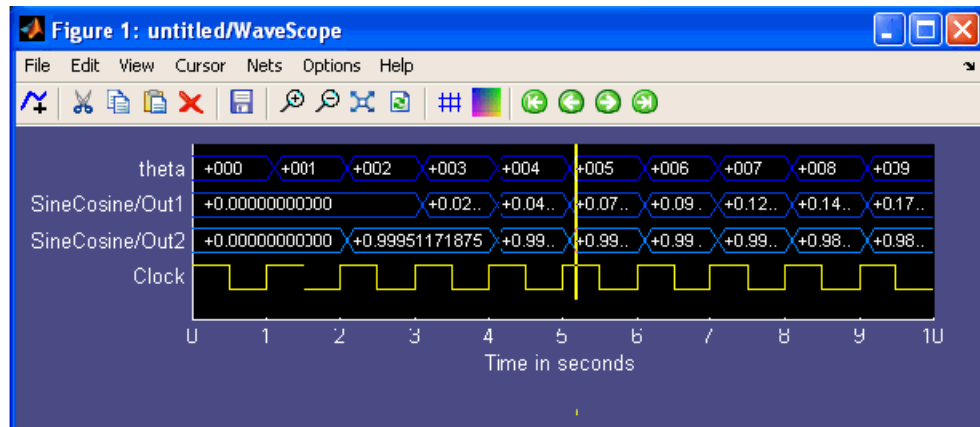 Figure 1: untitled/WaveScope
File Edit View Cursor Nets Options Help
theta +000 +001 +002 +003 +004 +005 +006 +007 +008 +009
SineCosine/Out1 +0.00000000000 +0.02.. +0.04.. +0.07.. +0.09. +0.12.. +0.14.. +0.17..
SineCosine/Out2 +0.00000000000 +0.99951171875 +0.99.. +0.99.. +0.99. +0.99.. +0.98.. +0.98..
Clock
0 1 2 3 4 5 6 7 8 9 10
Time in seconds